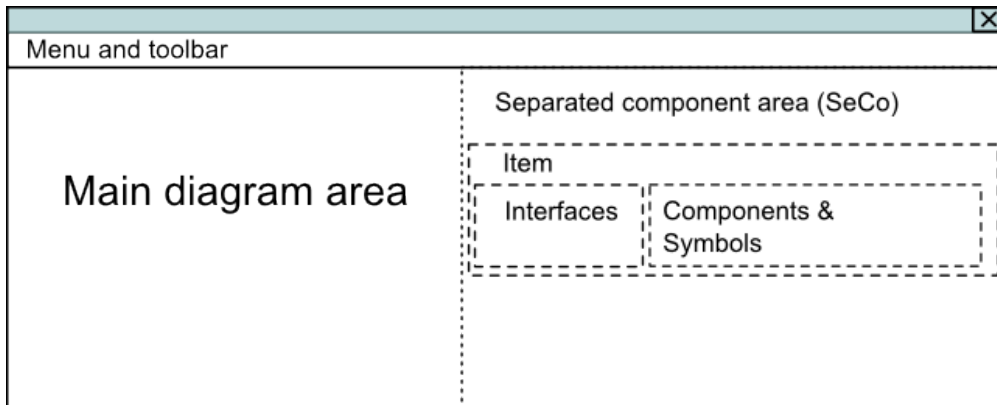 Menu and toolbar
Main diagram area
Separated component area (SeCo)
Item
Interfaces
Components &
Symbols